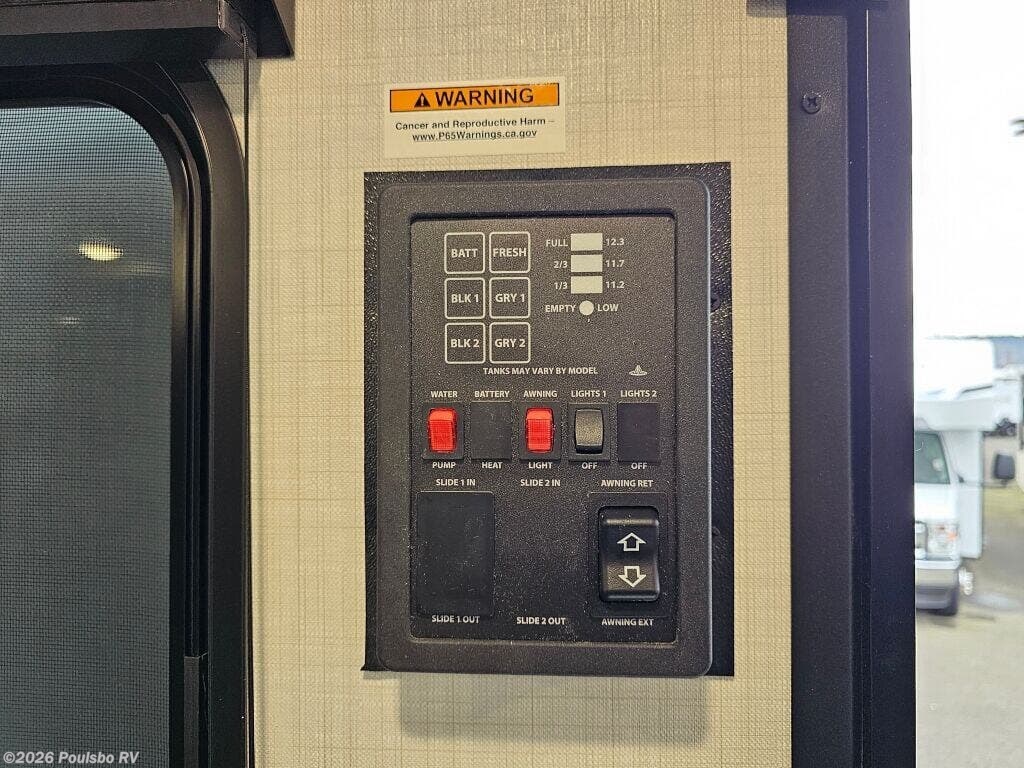 WARNING
Cancer and Reproductive Harm –
www.P65Warnings.ca.gov
BATT FRESH
BLK 1 GRY 1
BLK 2 GRY 2
FULL 12.3
2/3 11.7
1/3 11.2
EMPTY LOW
TANKS MAY VARY BY MODEL
WATER BATTERY AWNING LIGHTS 1 LIGHTS 2
PUMP HEAT LIGHT OFF OFF
SLIDE 1 IN SLIDE 2 IN AWNING RET
SLIDE 1 OUT SLIDE 2 OUT AWNING EXT
©2026 Poulsbo RV